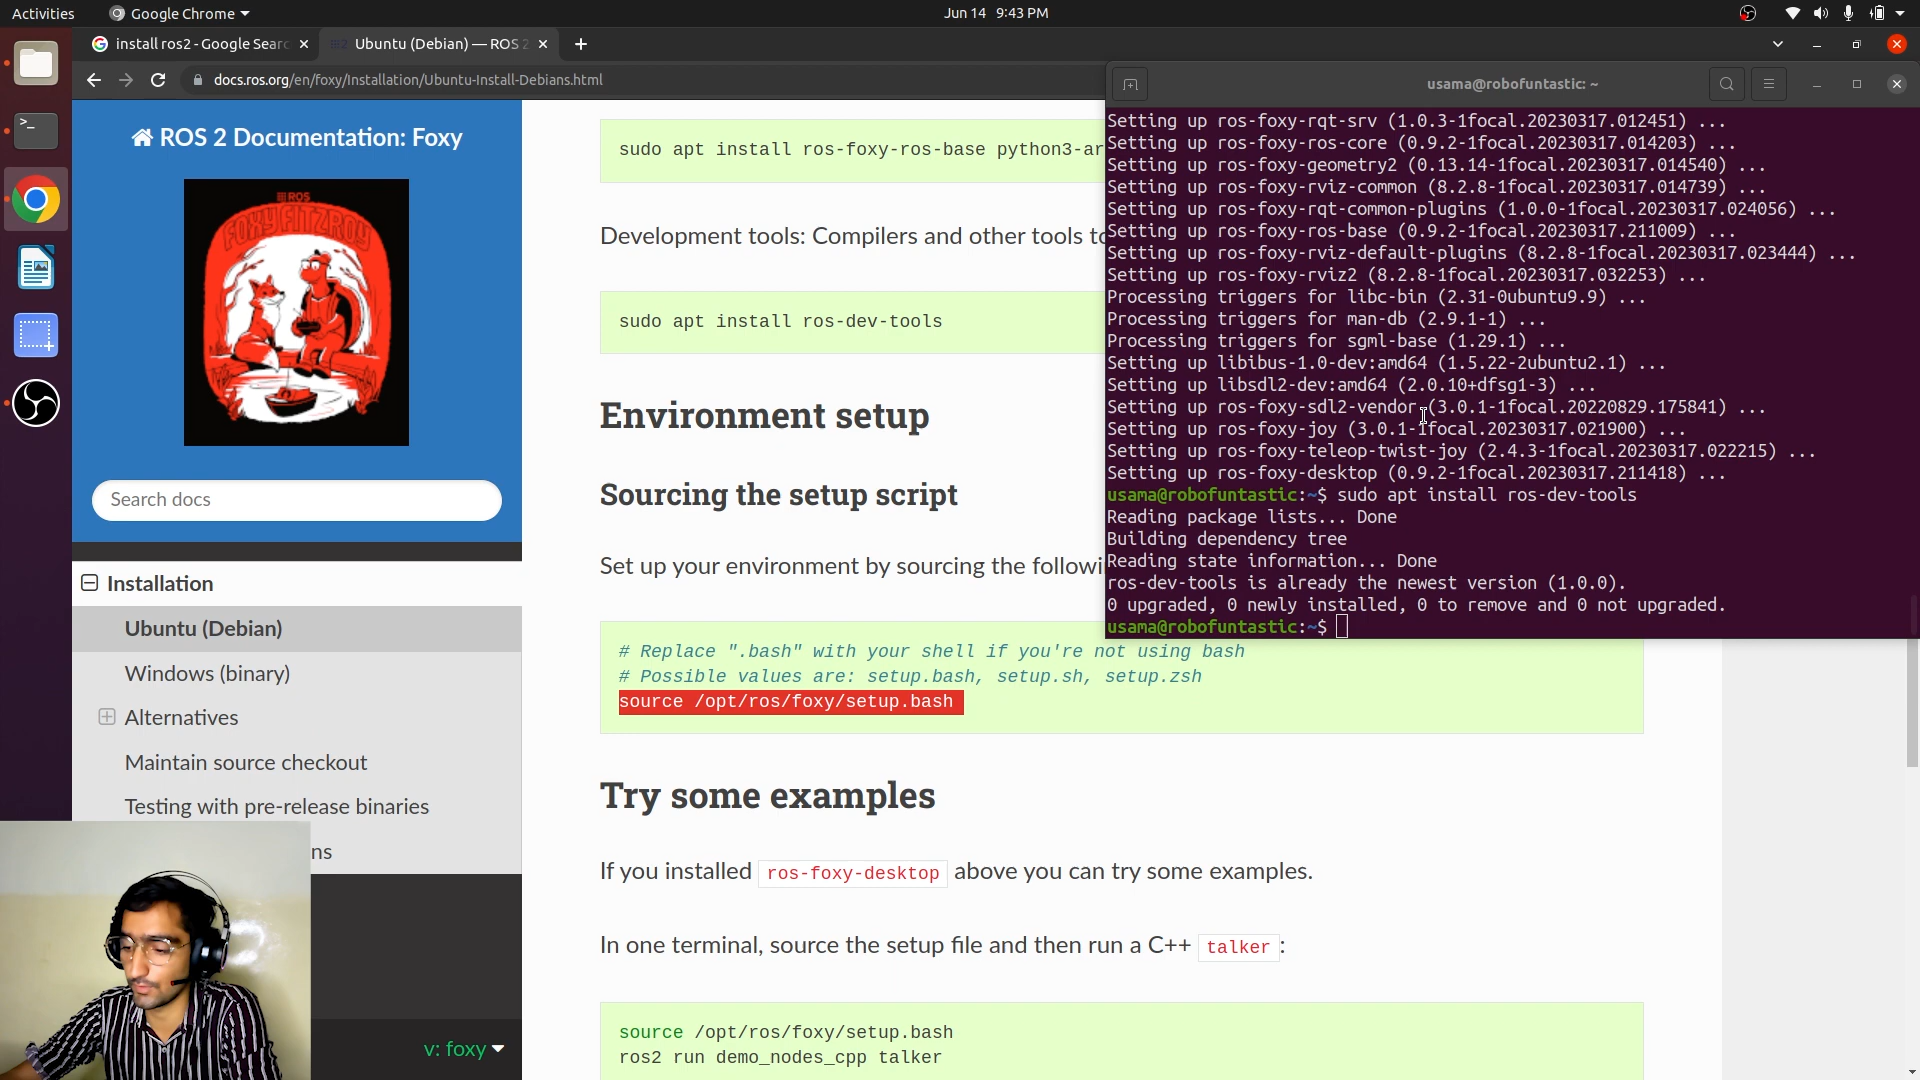 Activities
Google Chrome
Jun 14 9:43 PM
install ros2 - Google Searc
Ubuntu (Debian) — ROS 2
docs.ros.org/en/foxy/Installation/Ubuntu-Install-Debians.html
ROS 2 Documentation: Foxy
ROS
FOXY FITZROY
Search docs
Installation
Ubuntu (Debian)
Windows (binary)
Alternatives
Maintain source checkout
Testing with pre-release binaries
ns
v: foxy
sudo apt install ros-foxy-ros-base python3-ar
Development tools: Compilers and other tools to
sudo apt install ros-dev-tools
Environment setup
Sourcing the setup script
Set up your environment by sourcing the followi
# Replace ".bash" with your shell if you're not using bash
# Possible values are: setup.bash, setup.sh, setup.zsh
source /opt/ros/foxy/setup.bash
Try some examples
If you installed ros-foxy-desktop above you can try some examples.
In one terminal, source the setup file and then run a C++ talker:
source /opt/ros/foxy/setup.bash
ros2 run demo_nodes_cpp talker
usama@robofuntastic: ~
Setting up ros-foxy-rqt-srv (1.0.3-1focal.20230317.012451) ...
Setting up ros-foxy-ros-core (0.9.2-1focal.20230317.014203) ...
Setting up ros-foxy-geometry2 (0.13.14-1focal.20230317.014540) ...
Setting up ros-foxy-rviz-common (8.2.8-1focal.20230317.014739) ...
Setting up ros-foxy-rqt-common-plugins (1.0.0-1focal.20230317.024056) ...
Setting up ros-foxy-ros-base (0.9.2-1focal.20230317.211009) ...
Setting up ros-foxy-rviz-default-plugins (8.2.8-1focal.20230317.023444) ...
Setting up ros-foxy-rviz2 (8.2.8-1focal.20230317.032253) ...
Processing triggers for libc-bin (2.31-0ubuntu9.9) ...
Processing triggers for man-db (2.9.1-1) ...
Processing triggers for sgml-base (1.29.1) ...
Setting up libibus-1.0-dev:amd64 (1.5.22-2ubuntu2.1) ...
Setting up libsdl2-dev:amd64 (2.0.10+dfsg1-3) ...
Setting up ros-foxy-sdl2-vendor (3.0.1-1focal.20220829.175841) ...
Setting up ros-foxy-joy (3.0.1-1focal.20230317.021900) ...
Setting up ros-foxy-teleop-twist-joy (2.4.3-1focal.20230317.022215) ...
Setting up ros-foxy-desktop (0.9.2-1focal.20230317.211418) ...
usama@robofuntastic:~$ sudo apt install ros-dev-tools
Reading package lists... Done
Building dependency tree
Reading state information... Done
ros-dev-tools is already the newest version (1.0.0).
0 upgraded, 0 newly installed, 0 to remove and 0 not upgraded.
usama@robofuntastic:~$